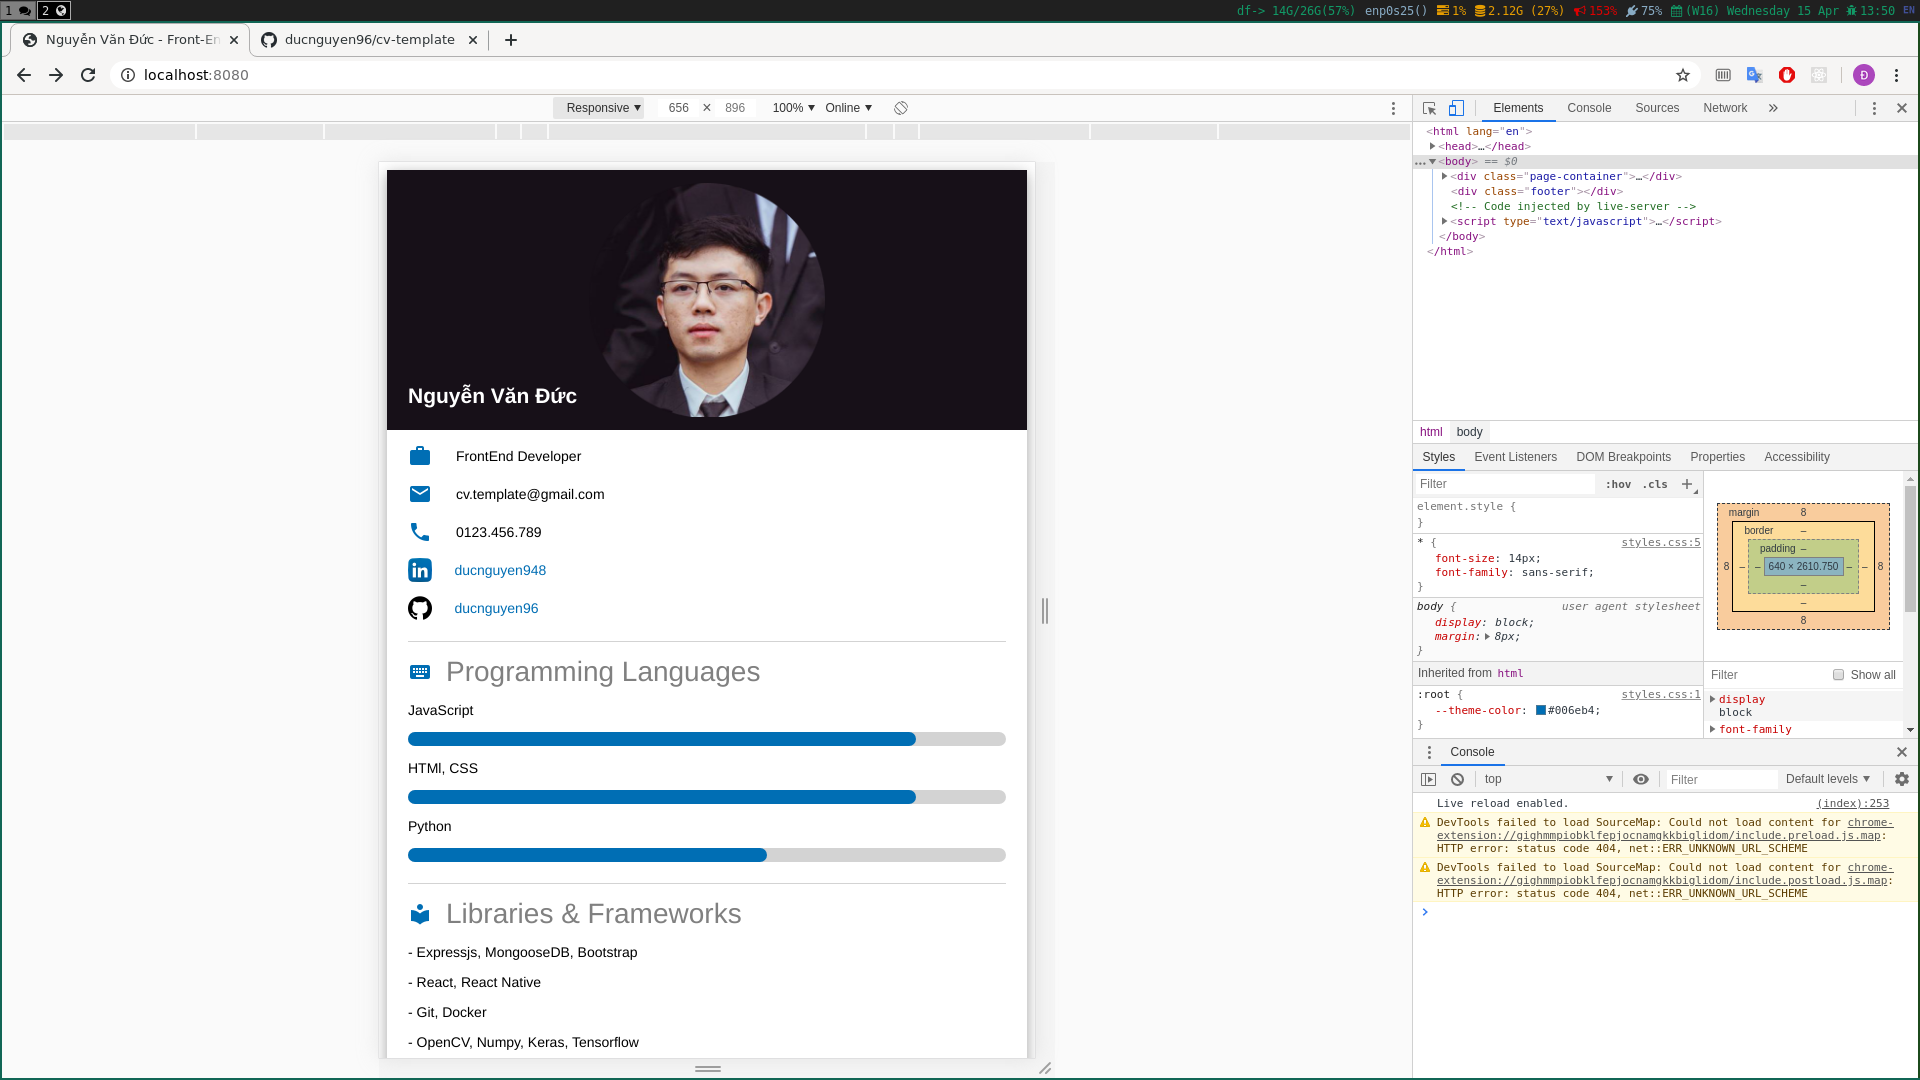 1 2 df-> 14G/26G(57%) enp0s25() 1% 2.12G (27%) 153% 75% (W16) Wednesday 15 Apr 13:50 EN
Nguyễn Văn Đức - Front-En ducnguyen96/cv-template
localhost:8080 Đ
Responsive 656 × 896 100% Online
Elements Console Sources Network
<html lang="en">
<head>…</head>
<body> == $0
<div class="page-container">…</div>
<div class="footer"></div>
<!-- Code injected by live-server -->
<script type="text/javascript">…</script>
</body>
</html>
Nguyễn Văn Đức
FrontEnd Developer
cv.template@gmail.com
0123.456.789
in ducnguyen948
ducnguyen96
Programming Languages
JavaScript
HTMl, CSS
Python
Libraries & Frameworks
- Expressjs, MongooseDB, Bootstrap
- React, React Native
- Git, Docker
- OpenCV, Numpy, Keras, Tensorflow
html body
Styles Event Listeners DOM Breakpoints Properties Accessibility
Filter :hov .cls
element.style {
}
* { styles.css:5
font-size: 14px;
font-family: sans-serif;
}
body { user agent stylesheet
display: block;
margin: 8px;
}
Inherited from html
:root { styles.css:1
--theme-color: #006eb4;
}
margin 8
border –
padding –
8 – – 640 × 2610.750 – – 8
–
–
8
Filter Show all
display
block
font-family
Console
top Filter Default levels
Live reload enabled. (index):253
DevTools failed to load SourceMap: Could not load content for chrome-
extension://gighmmpiobklfepjocnamgkkbiglidom/include.preload.js.map:
HTTP error: status code 404, net::ERR_UNKNOWN_URL_SCHEME
DevTools failed to load SourceMap: Could not load content for chrome-
extension://gighmmpiobklfepjocnamgkkbiglidom/include.postload.js.map:
HTTP error: status code 404, net::ERR_UNKNOWN_URL_SCHEME